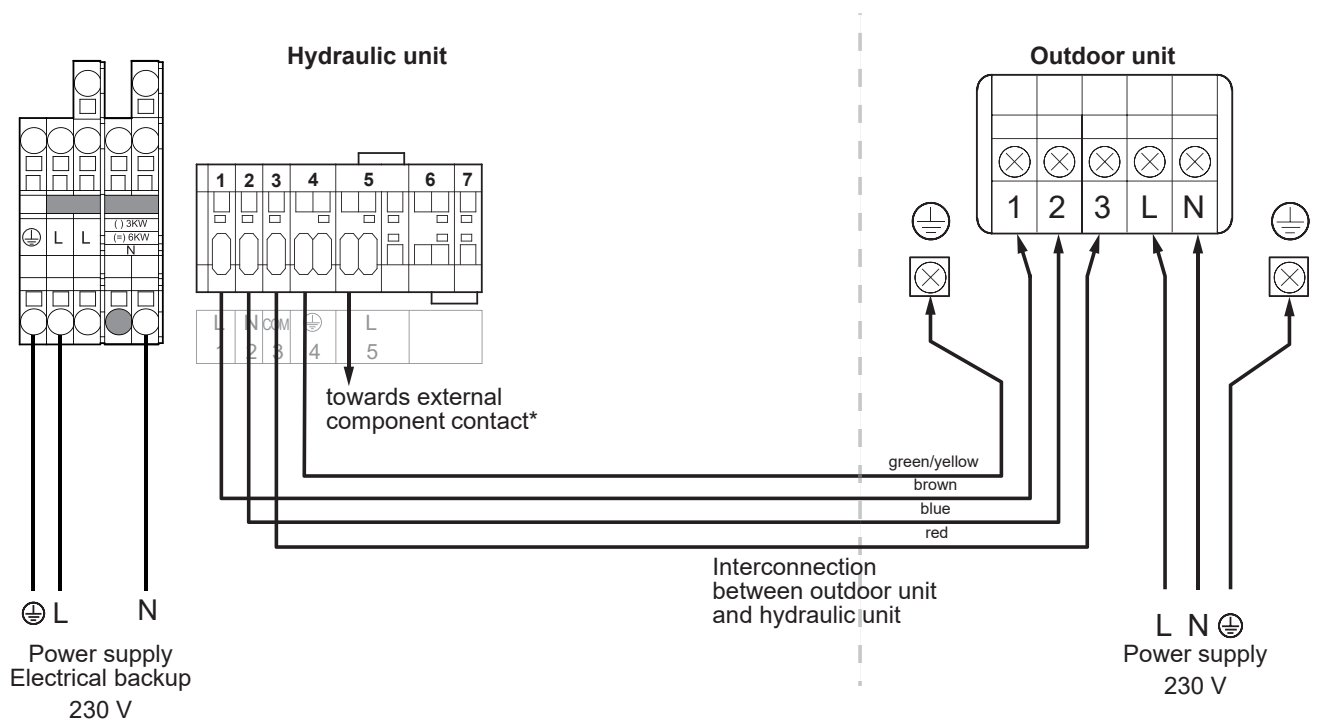 Hydraulic unit
Outdoor unit
1 2 3 4 5 6 7
L L
( ) 3KW
(=) 6KW
N
1 2 3 L N
L N COM L
1 2 3 4 5
towards external
component contact*
green/yellow
brown
blue
red
Interconnection
between outdoor unit
and hydraulic unit
L N
Power supply
Electrical backup
230 V
L N
Power supply
230 V